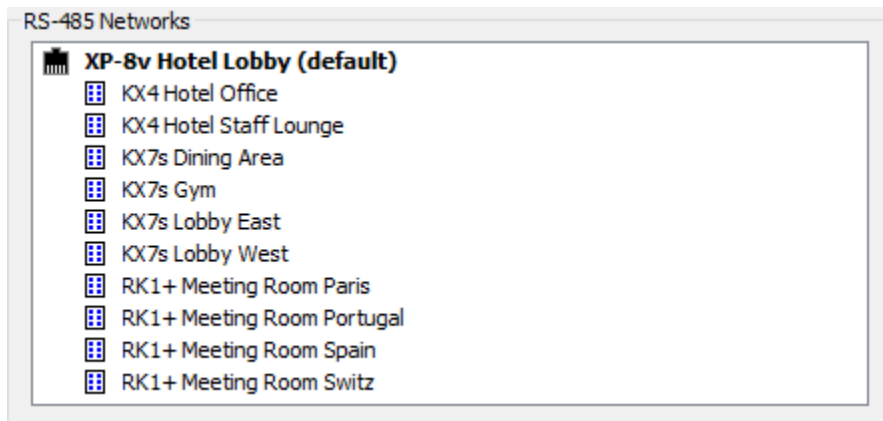 RS-485 Networks
XP-8v Hotel Lobby (default)
KX4 Hotel Office
KX4 Hotel Staff Lounge
KX7s Dining Area
KX7s Gym
KX7s Lobby East
KX7s Lobby West
RK1+ Meeting Room Paris
RK1+ Meeting Room Portugal
RK1+ Meeting Room Spain
RK1+ Meeting Room Switz